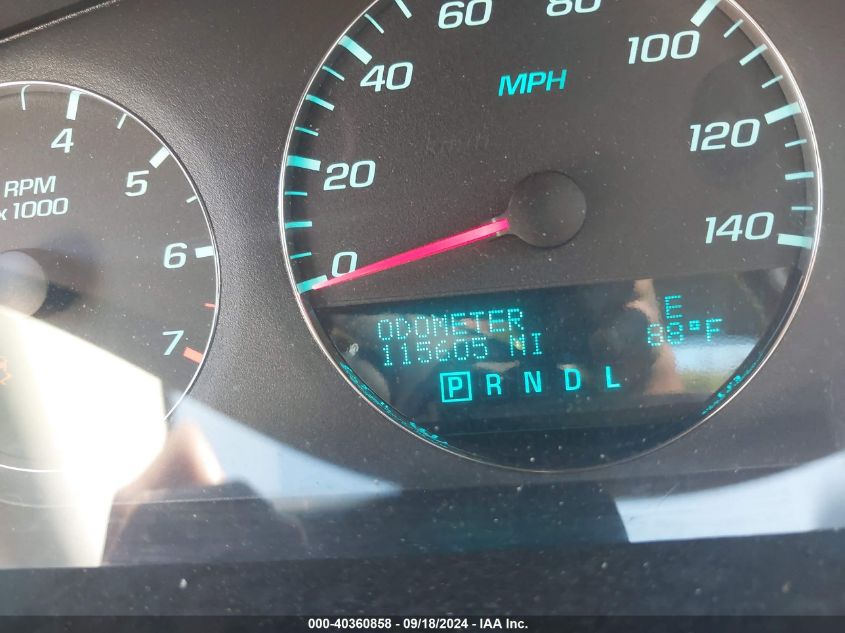 60 80
40 100
MPH
20 120
0 140
4
5
RPM
x 1000
6
7
ODOMETER E
115605 MI 88°F
P R N D L
000-40360858 - 09/18/2024 - IAA Inc.